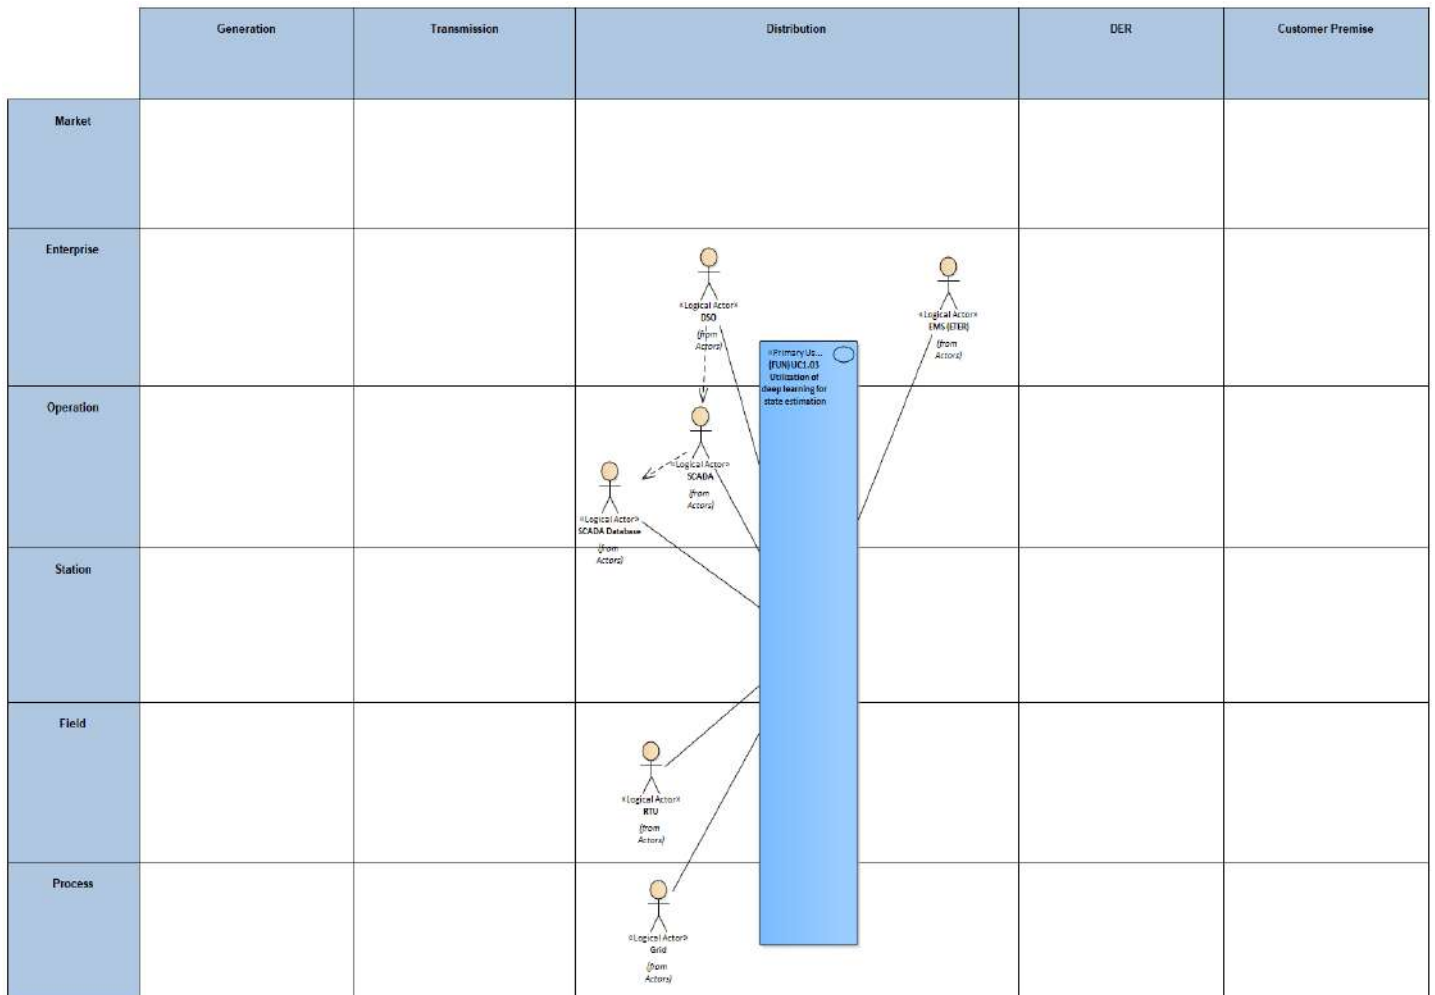 Generation
Transmission
Distribution
DER
Customer Premise
Market
Enterprise
«Logical Actor»
DSO
(from
Actors)
«Logical Actor»
EMS (ETER)
(from
Actors)
«Primary Us...
(FUN) UC1.03
Utilization of
deep learning for
state estimation
Operation
«Logical Actor»
SCADA
(from
Actors)
«Logical Actor»
SCADA Database
(from
Actors)
Station
Field
«Logical Actor»
RTU
(from
Actors)
Process
«Logical Actor»
Grid
(from
Actors)